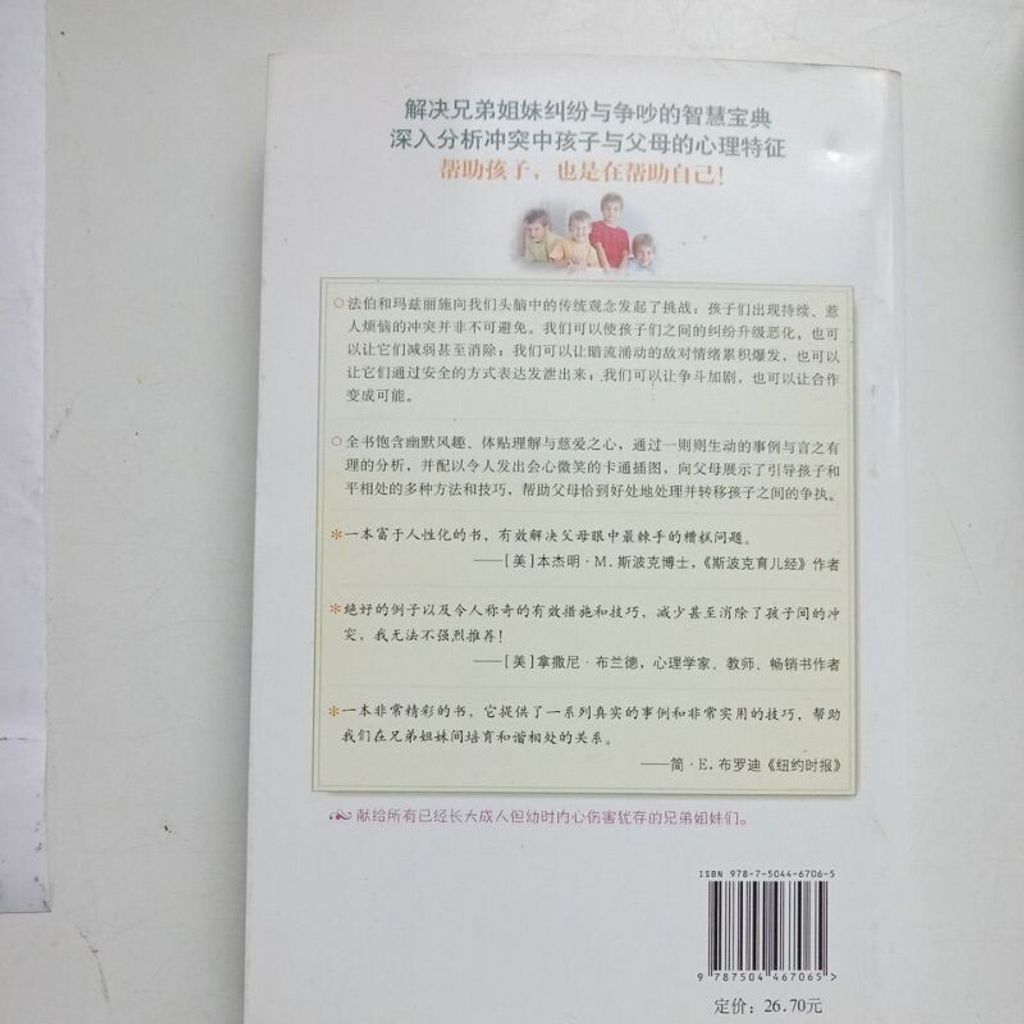 解决兄弟姐妹纠纷与争吵的智慧宝典
深入分析冲突中孩子与父母的心理特征
帮助孩子，也是在帮助自己！
○法伯和玛兹丽施向我们头脑中的传统观念发起了挑战：孩子们出现持续、惹
人烦恼的冲突并非不可避免。我们可以使孩子们之间的纠纷升级恶化，也可
以让它们减弱甚至消除；我们可以让暗流涌动的敌对情绪累积爆发，也可以
让它们通过安全的方式表达发泄出来；我们可以让争斗加剧，也可以让合作
变成可能。
○全书饱含幽默风趣、体贴理解与慈爱之心，通过一则则生动的事例与言之有
理的分析，并配以令人发出会心微笑的卡通插图，向父母展示了引导孩子和
平相处的多种方法和技巧，帮助父母恰到好处地处理并转移孩子之间的争执。
*一本富于人性化的书，有效解决父母眼中最棘手的糟糕问题。
——[美]本杰明·M.斯波克博士，《斯波克育儿经》作者
*绝好的例子以及令人称奇的有效措施和技巧，减少甚至消除了孩子间的冲
突。我无法不强烈推荐！
——[美]拿撒尼·布兰德，心理学家、教师、畅销书作者
*一本非常精彩的书，它提供了一系列真实的事例和非常实用的技巧，帮助
我们在兄弟姐妹间培育和谐相处的关系。
——简·E.布罗迪《纽约时报》
献给所有已经长大成人但幼时内心伤害犹存的兄弟姐妹们。
ISBN 978-7-5044-6706-5
9 787504 467065 >
定价：26.70元